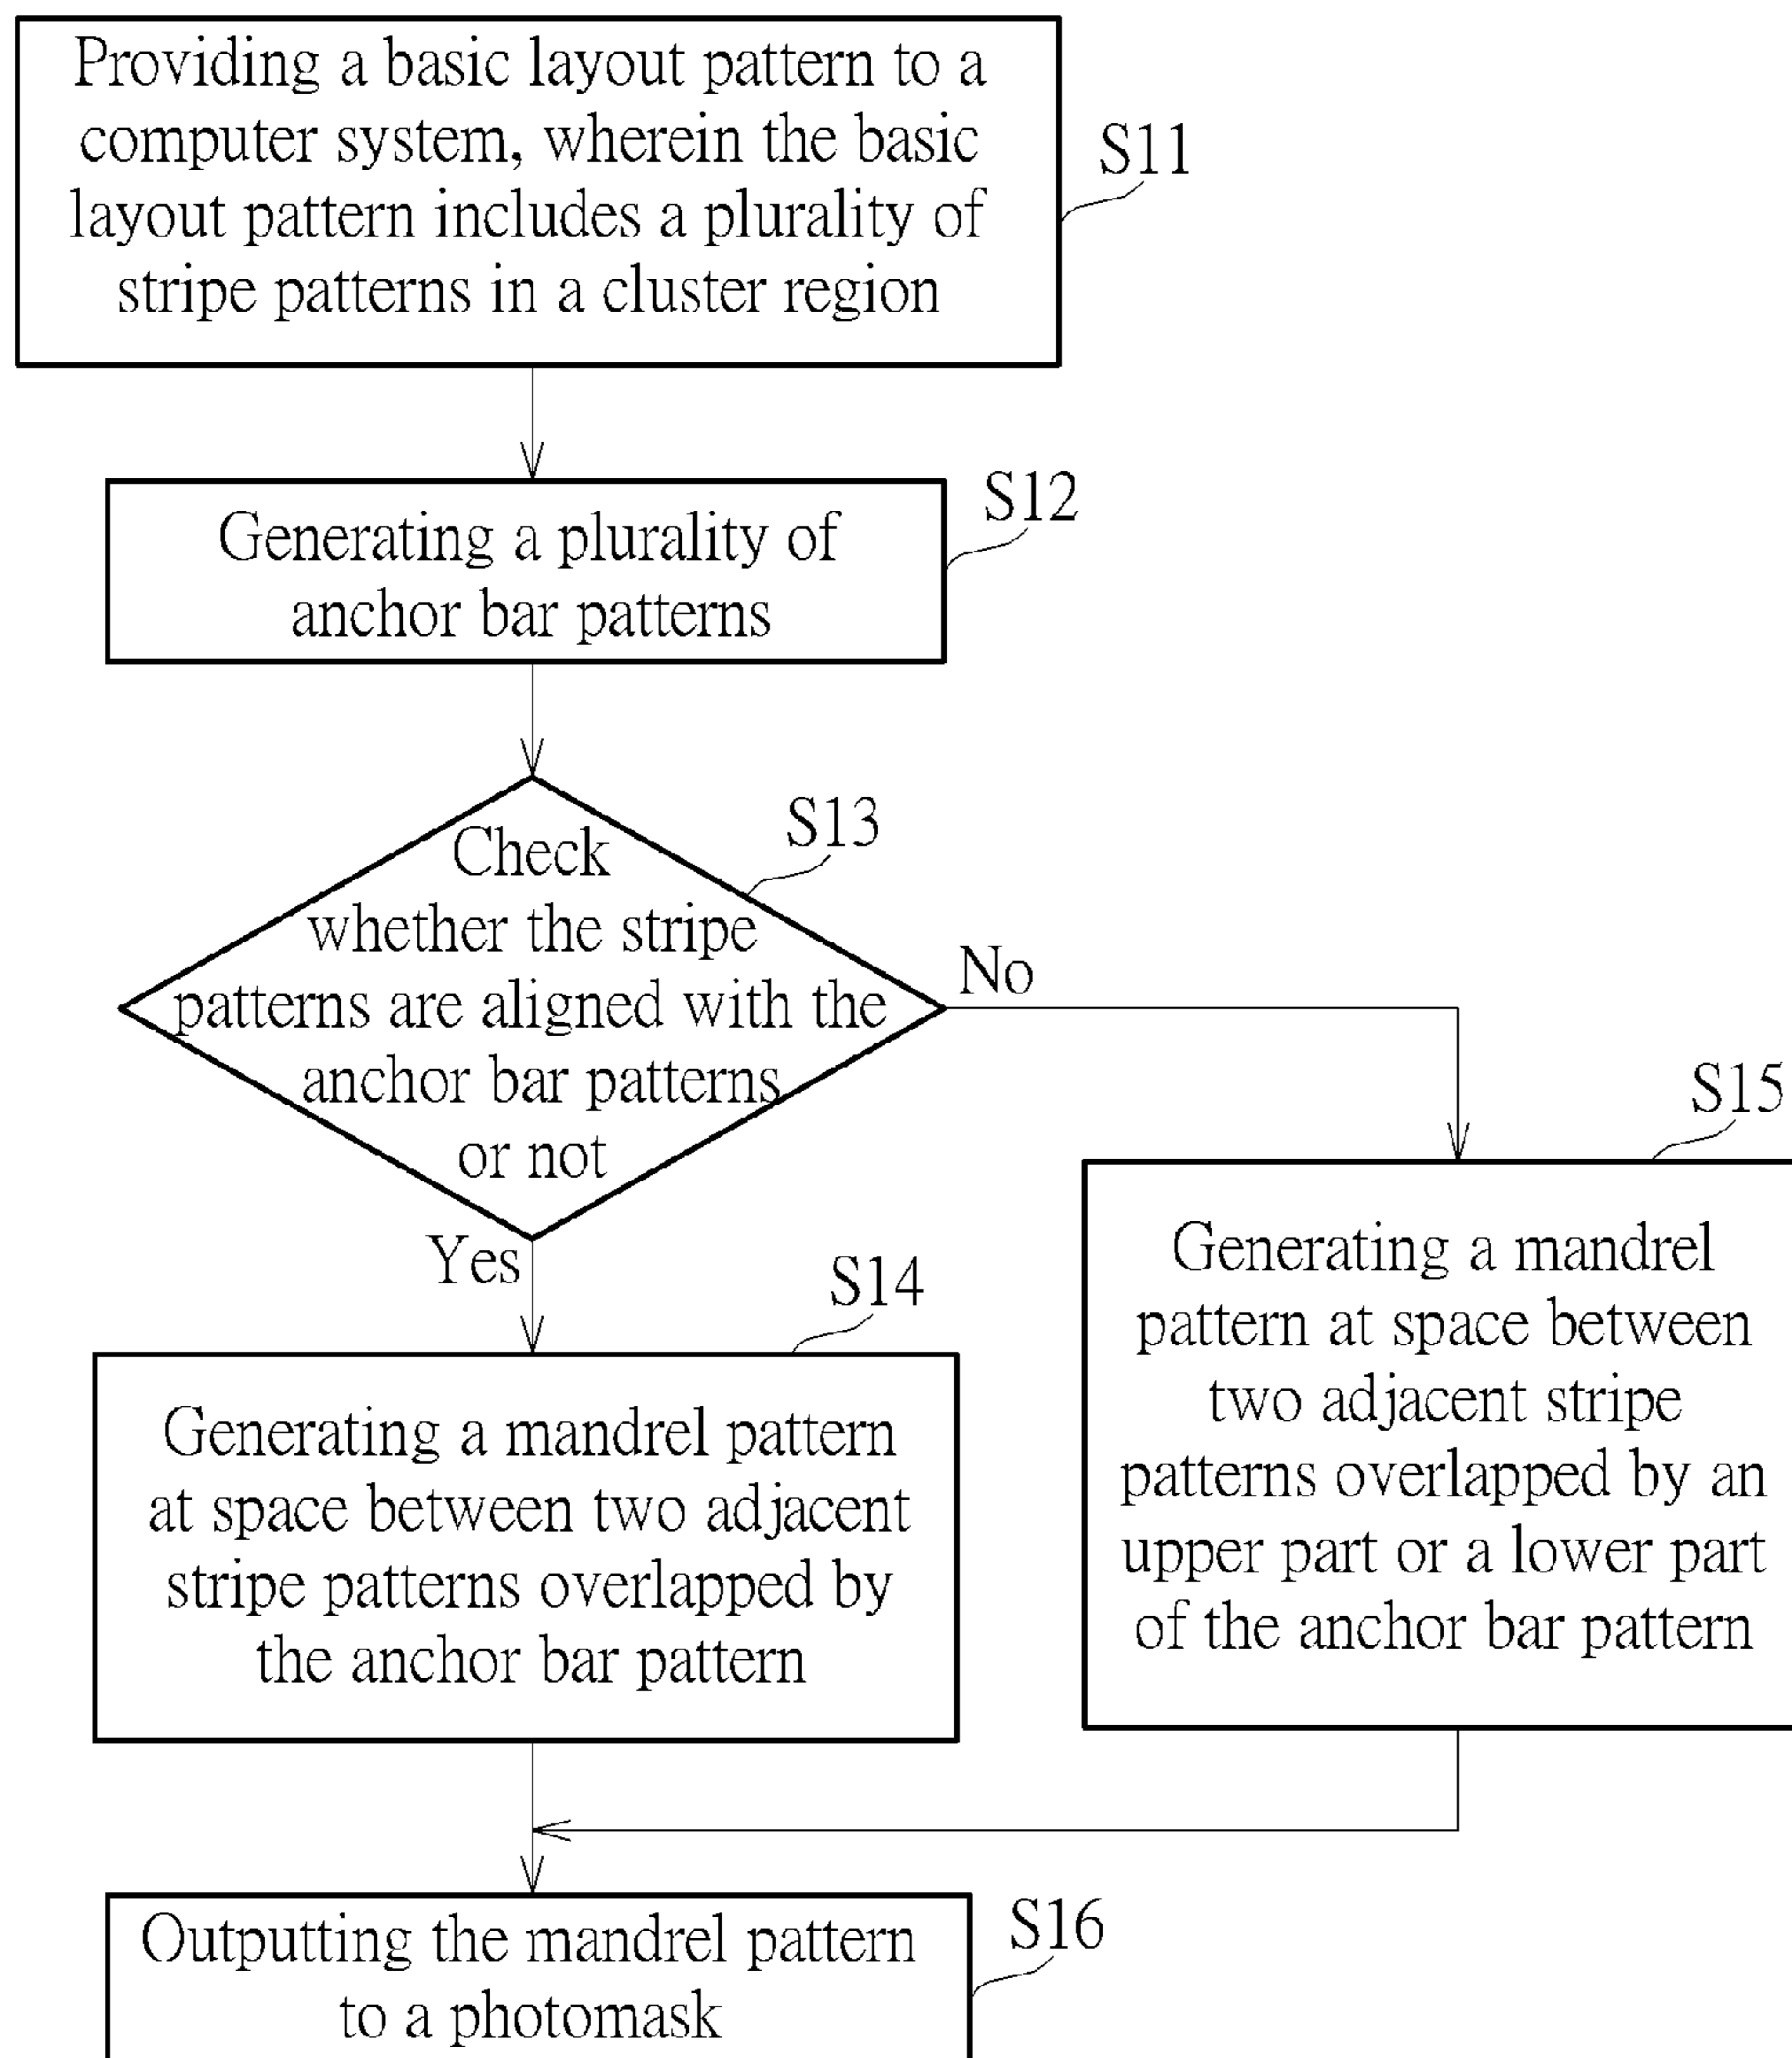 Providing a basic layout pattern to a
computer system, wherein the basic
layout pattern includes a plurality of
stripe patterns in a cluster region
S11
Generating a plurality of
anchor bar patterns
S12
Check
whether the stripe
patterns are aligned with the
anchor bar patterns
or not
S13
No
Yes
S14
Generating a mandrel pattern
at space between two adjacent
stripe patterns overlapped by
the anchor bar pattern
S15
Generating a mandrel
pattern at space between
two adjacent stripe
patterns overlapped by an
upper part or a lower part
of the anchor bar pattern
Outputting the mandrel pattern
to a photomask
S16